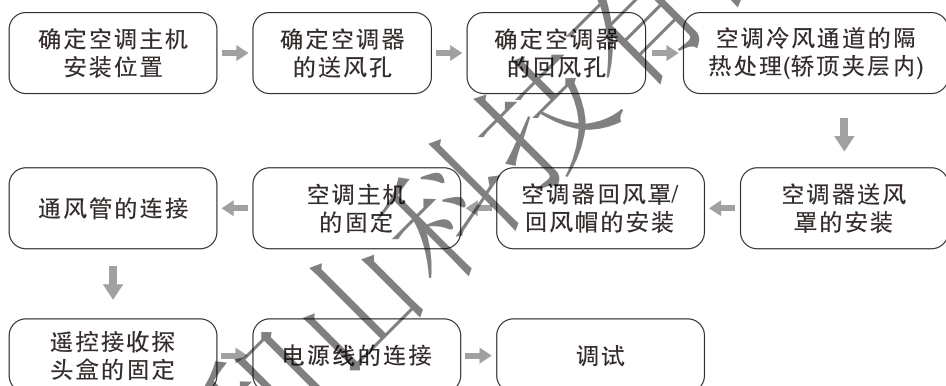 确定空调主机
安装位置
确定空调器
的送风孔
确定空调器
的回风孔
空调冷风通道的隔
热处理(轿顶夹层内)
空调器送风
罩的安装
空调器回风罩/
回风帽的安装
空调主机
的固定
通风管的连接
遥控接收探
头盒的固定
电源线的连接
调试
山科技有